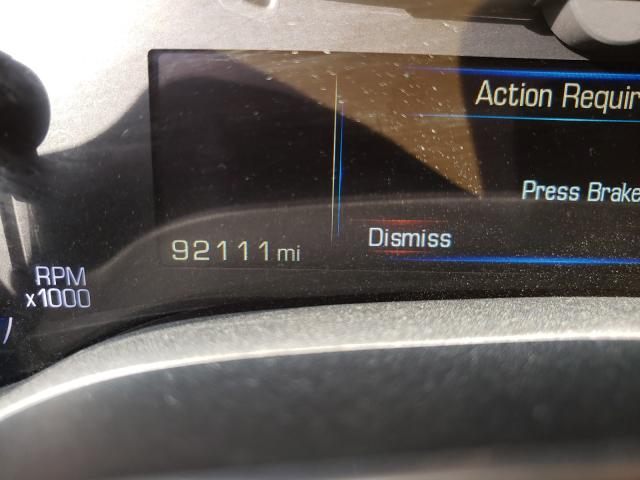 Action Requir
Press Brake
Dismiss
92111 mi
RPM
x1000